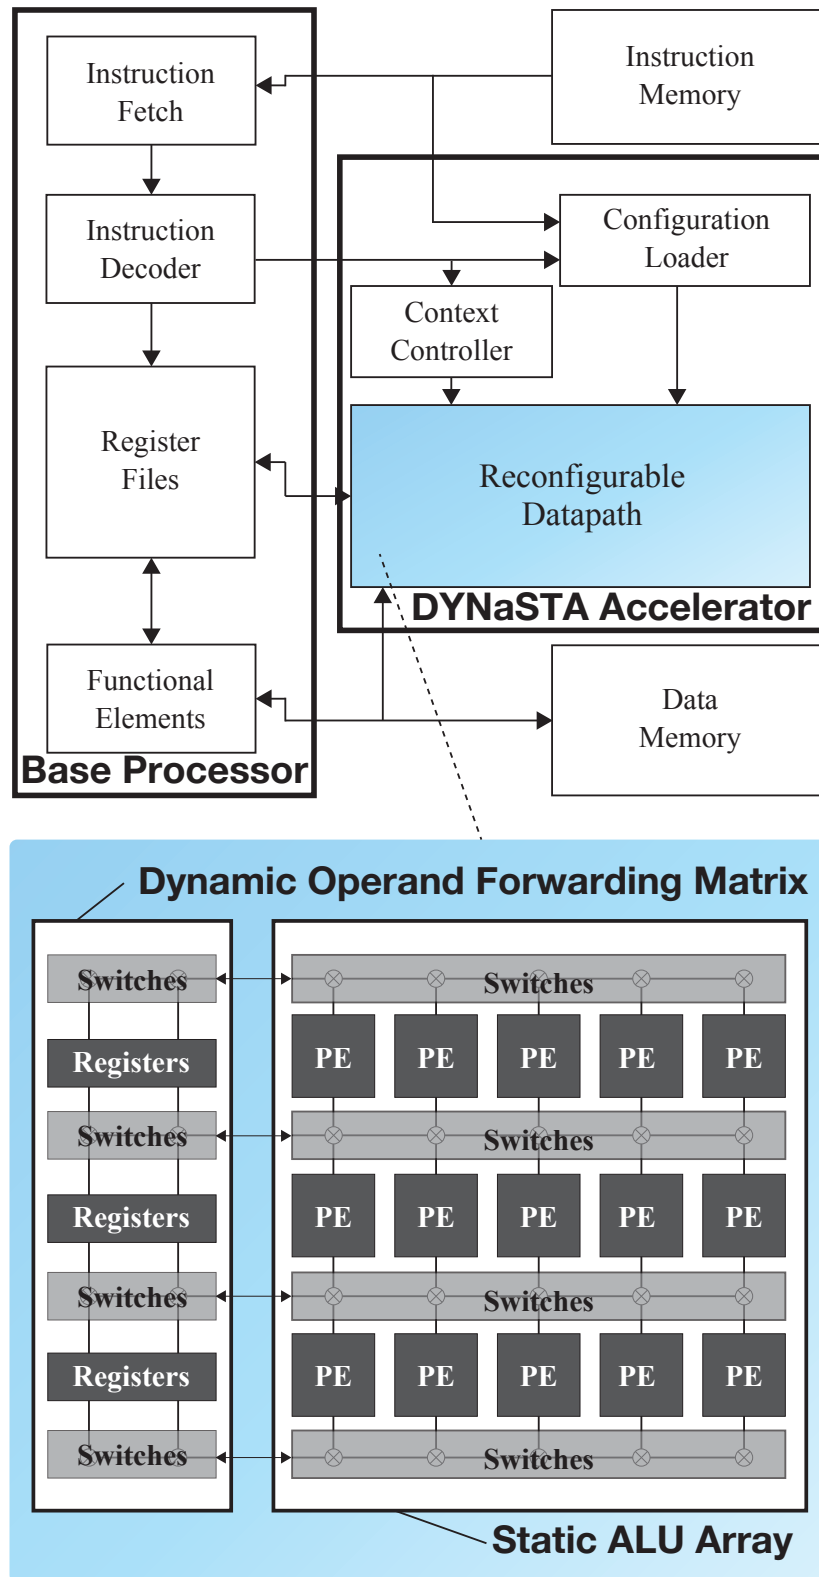 Instruction
Fetch
Instruction
Memory
Instruction
Decoder
Configuration
Loader
Context
Controller
Register
Files
Reconfigurable
Datapath
DYNaSTA Accelerator
Functional
Elements
Data
Memory
Base Processor
Dynamic Operand Forwarding Matrix
Switches
Switches
Registers
PE PE PE PE PE
Switches
Switches
Registers
PE PE PE PE PE
Switches
Switches
Registers
PE PE PE PE PE
Switches
Switches
Static ALU Array